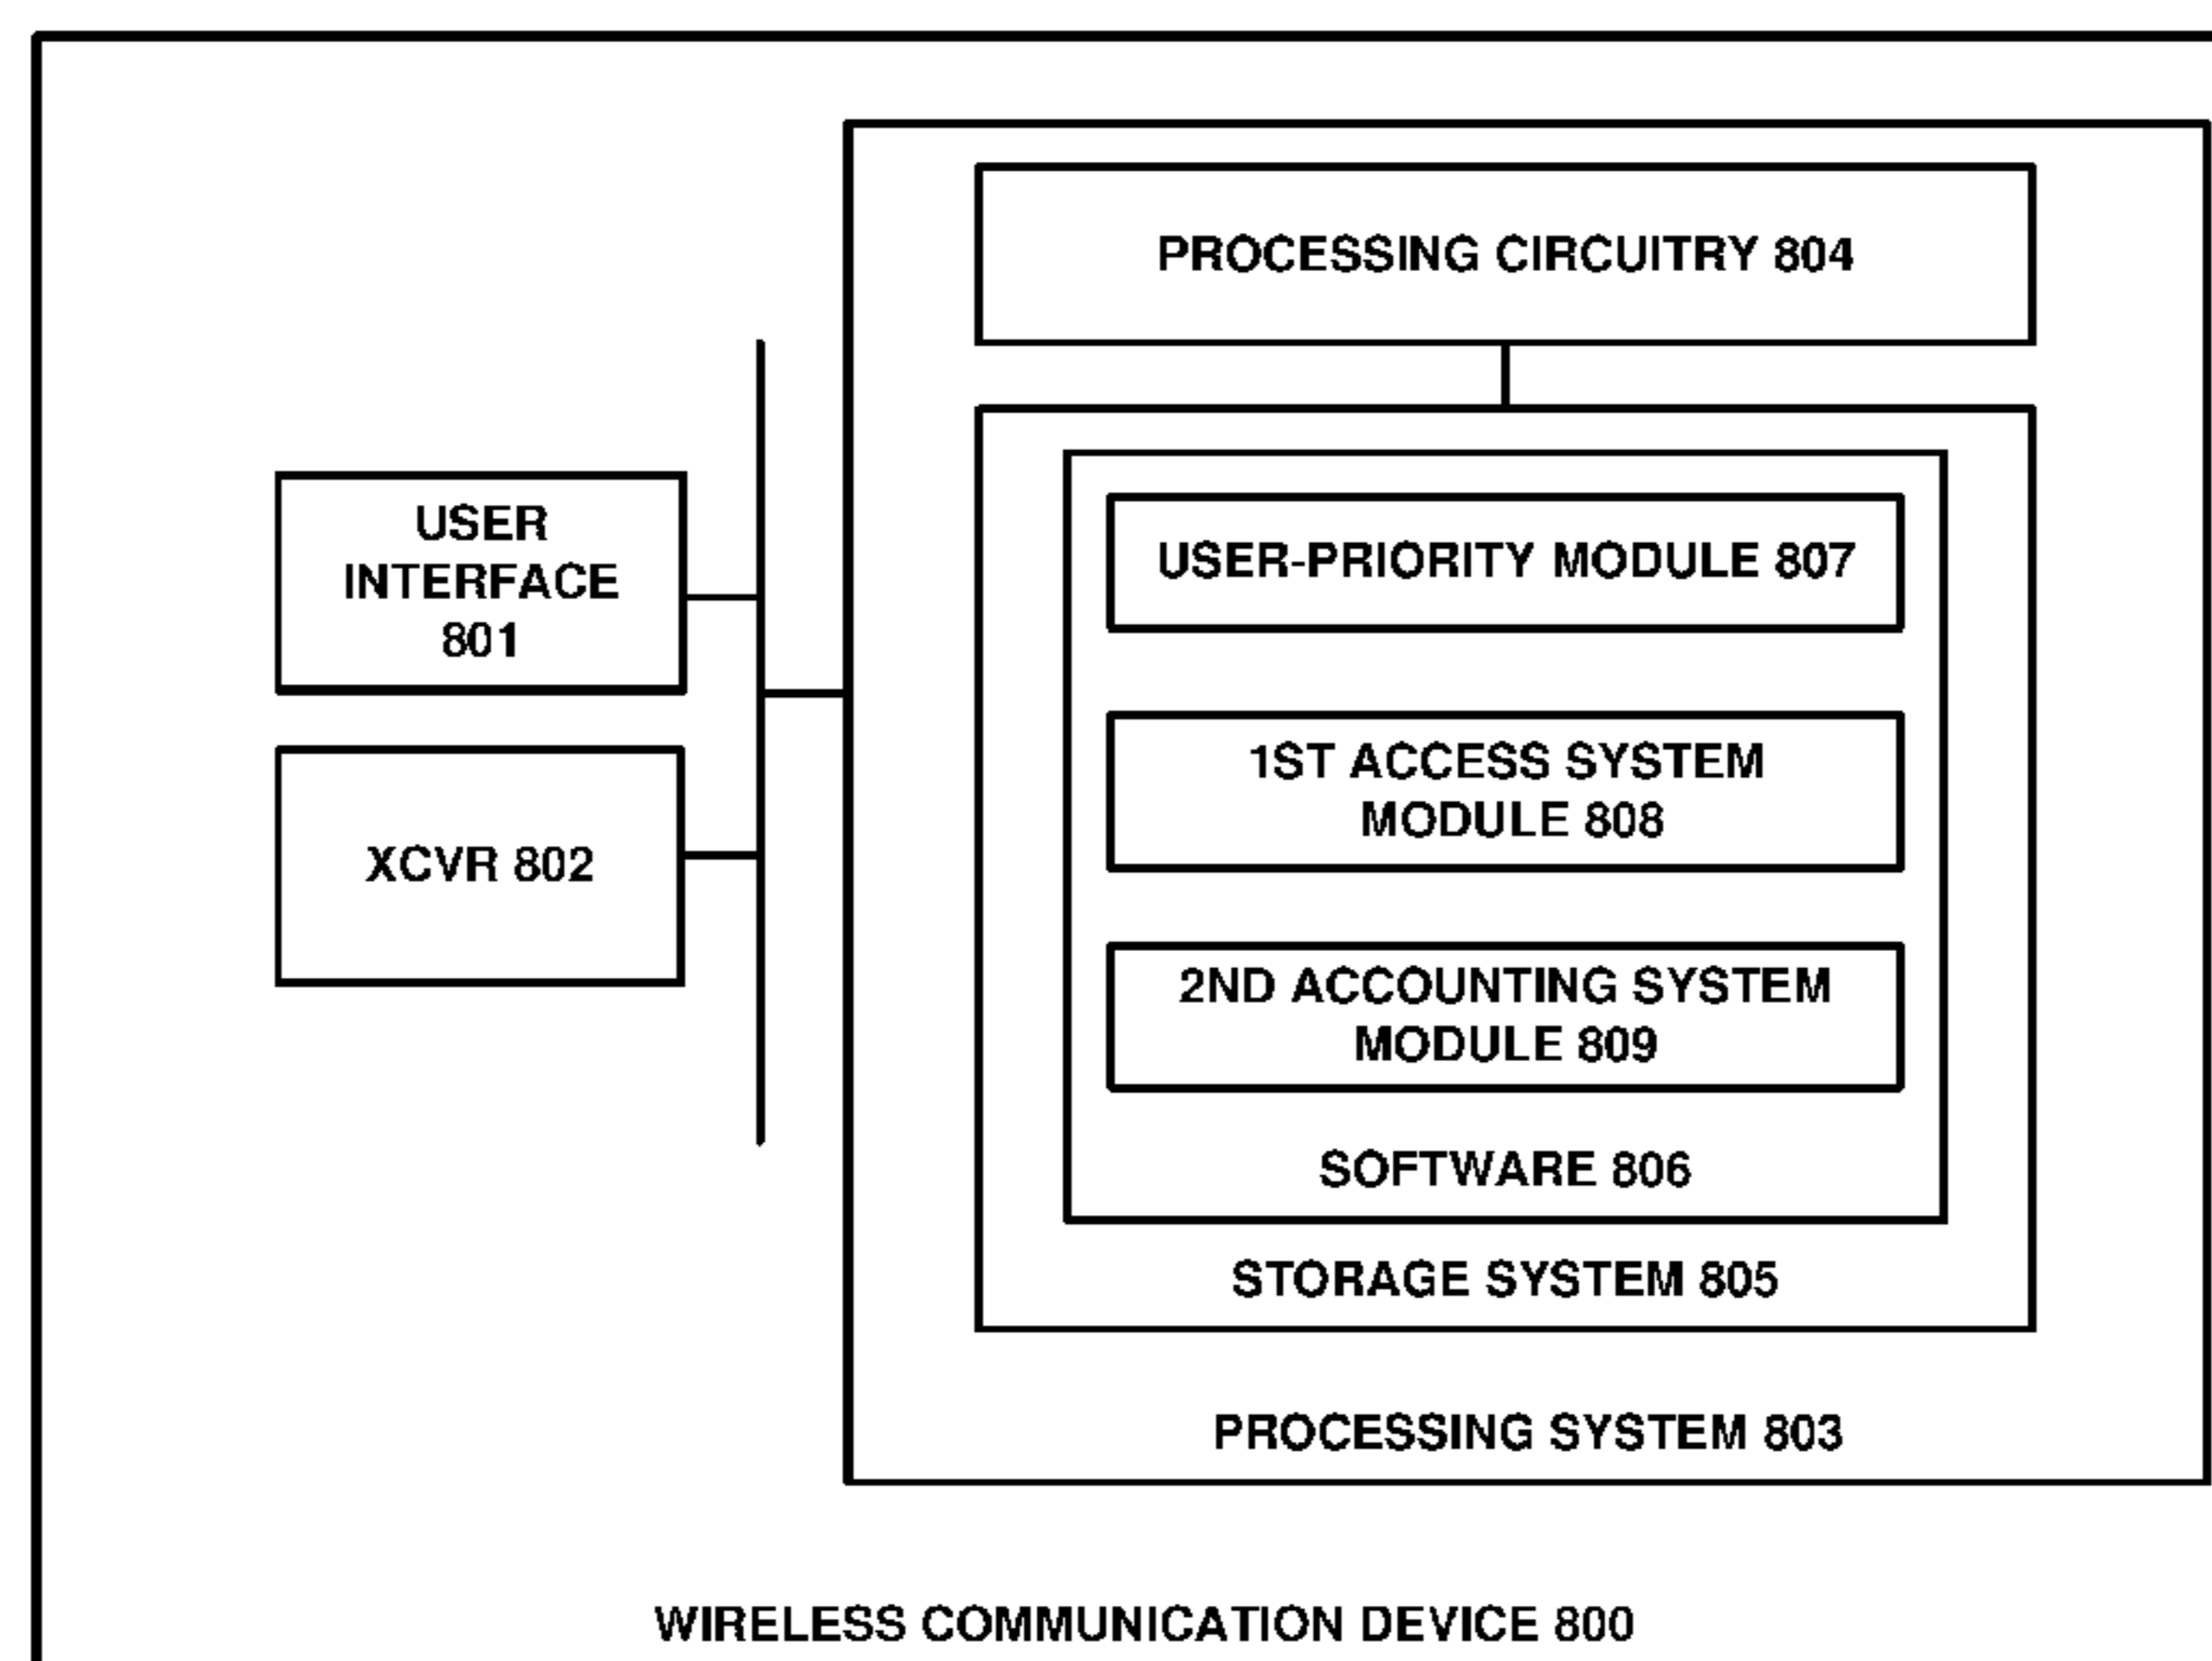 PROCESSING CIRCUITRY 804
USER
INTERFACE
801
XCVR 802
USER-PRIORITY MODULE 807
1ST ACCESS SYSTEM
MODULE 808
2ND ACCOUNTING SYSTEM
MODULE 809
SOFTWARE 806
STORAGE SYSTEM 805
PROCESSING SYSTEM 803
WIRELESS COMMUNICATION DEVICE 800